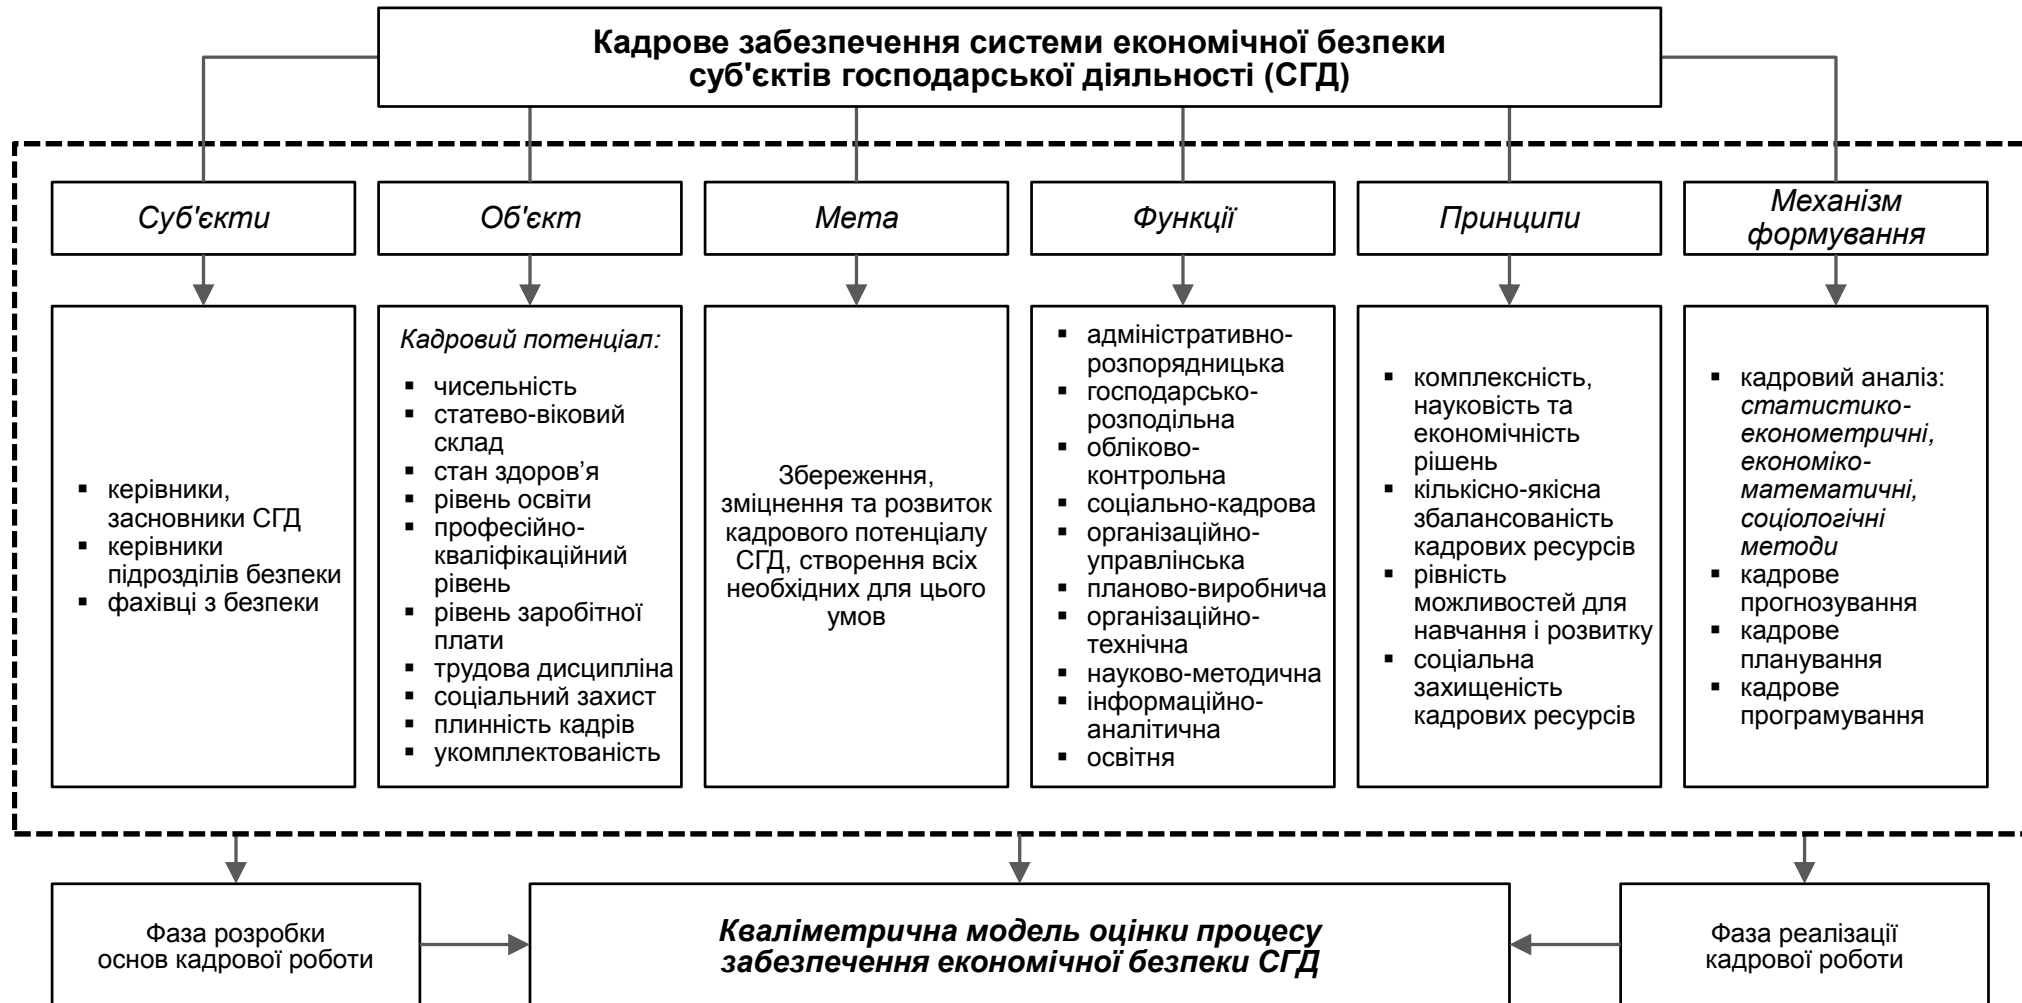 Кадрове забезпечення системи економічної безпеки
суб'єктів господарської діяльності (СГД)
Суб'єкти
Об'єкт
Мета
Функції
Принципи
Механізм
формування
▪ керівники,
засновники СГД
▪ керівники
підрозділів безпеки
▪ фахівці з безпеки
Кадровий потенціал:
▪ чисельність
▪ статево-віковий
склад
▪ стан здоров’я
▪ рівень освіти
▪ професійно-
кваліфікаційний
рівень
▪ рівень заробітної
плати
▪ трудова дисципліна
▪ соціальний захист
▪ плинність кадрів
▪ укомплектованість
Збереження,
зміцнення та розвиток
кадрового потенціалу
СГД, створення всіх
необхідних для цього
умов
▪ адміністративно-
розпорядницька
▪ господарсько-
розподільна
▪ обліково-
контрольна
▪ соціально-кадрова
▪ організаційно-
управлінська
▪ планово-виробнича
▪ організаційно-
технічна
▪ науково-методична
▪ інформаційно-
аналітична
▪ освітня
▪ комплексність,
науковість та
економічність
рішень
▪ кількісно-якісна
збалансованість
кадрових ресурсів
▪ рівність
можливостей для
навчання і розвитку
▪ соціальна
захищеність
кадрових ресурсів
▪ кадровий аналіз:
статистико-
економетричні,
економіко-
математичні,
соціологічні
методи
▪ кадрове
прогнозування
▪ кадрове
планування
▪ кадрове
програмування
Фаза розробки
основ кадрової роботи
Кваліметрична модель оцінки процесу
забезпечення економічної безпеки СГД
Фаза реалізації
кадрової роботи